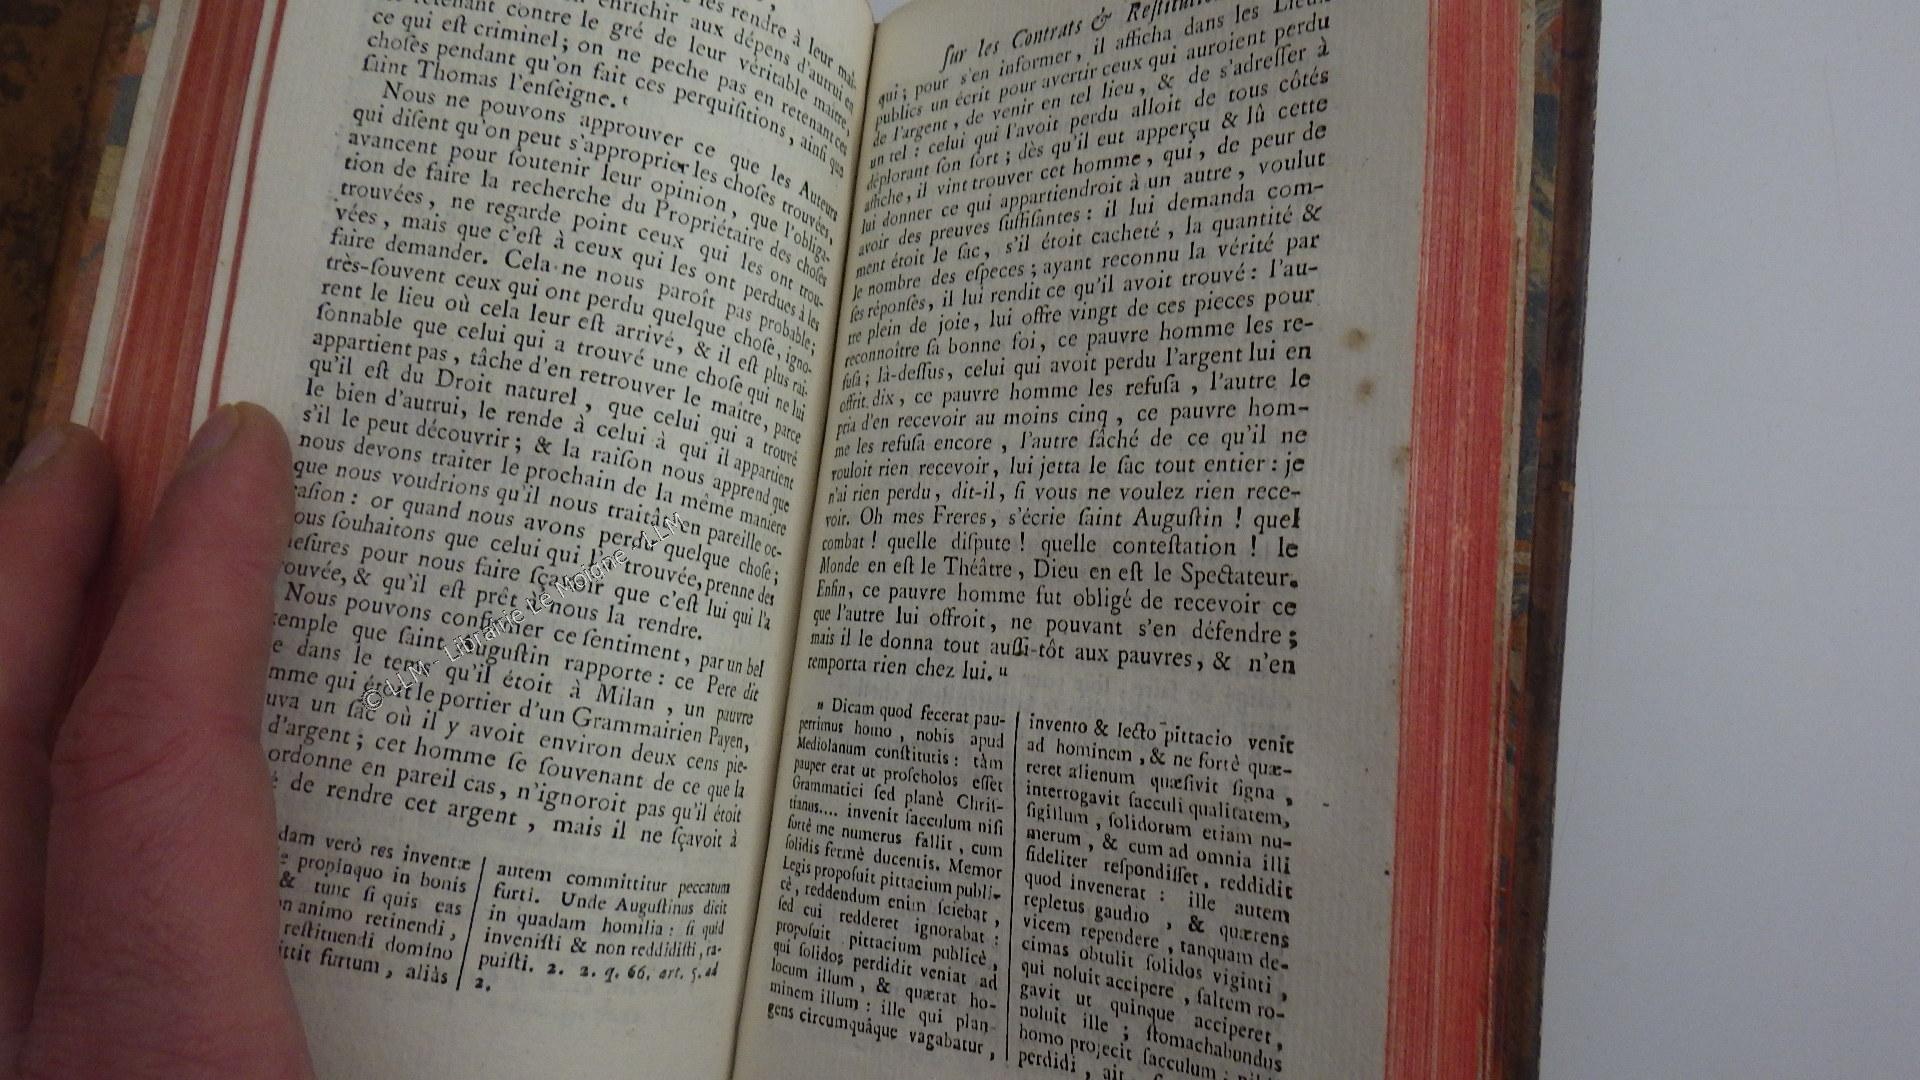 les rendre à leur maî-
enrichir aux dépens d'autrui en
retenant contre le gré de leur véritable maitre,
ce qui eſt criminel; on ne peche pas en retenant ces
choſes pendant qu'on fait ces perquiſitions, ainſi que
ſaint Thomas l'enſeigne. t
Nous ne pouvons approuver ce que les Auteurs
qui diſent qu'on peut s'approprier les choſes trouvées,
avancent pour ſoutenir leur opinion, que l'obliga-
tion de faire la recherche du Propriétaire des choſes
trouvées, ne regarde point ceux qui les ont trou-
vées, mais que c'eſt à ceux qui les ont perdues à les
faire demander. Cela ne nous paroît pas probable;
très-ſouvent ceux qui ont perdu quelque choſe, igno-
rent le lieu où cela leur eſt arrivé, & il eſt plus rai-
ſonnable que celui qui a trouvé une choſe qui ne lui
appartient pas, tâche d'en retrouver le maitre, parce
qu'il eſt du Droit naturel, que celui qui a trouvé
le bien d'autrui, le rende à celui à qui il appartient
s'il le peut découvrir; & la raiſon nous apprend que
nous devons traiter le prochain de la même maniere
que nous voudrions qu'il nous traitât en pareille oc-
caſion: or quand nous avons perdu quelque choſe;
ous ſouhaitons que celui qui l'a trouvée, prenne des
meſures pour nous faire ſçavoir que c'eſt lui qui l'a
rouvée, & qu'il eſt prêt à nous la rendre.
Nous pouvons confirmer ce ſentiment, par un bel
emple que ſaint Auguſtin rapporte: ce Pere dit
e dans le tems qu'il étoit à Milan, un pauvre
mme qui étoit le portier d'un Grammairien Payen,
uva un ſac où il y avoit environ deux cens pie-
d'argent; cet homme ſe ſouvenant de ce que la
ordonne en pareil cas, n'ignoroit pas qu'il étoit
é de rendre cet argent, mais il ne ſçavoit à
dam verò res inventæ
propinquo in bonis
& tunc ſi quis eas
on animo retinendi,
reſtituendi domino
ittit furtum, aliàs
autem committitur peccatum
furti. Unde Auguſtinus dicit
in quadam homilia: ſi quid
inveniſti & non reddidiſti, ra-
puiſti. 2. 2. q. 66. art. 5. ad
2.
© LLM - Librairie Le Moigne - LLM
ſur les Contrats & Reſtitutions
qui; pour s'en informer, il afficha dans les Lieux
publics un écrit pour avertir ceux qui auroient perdu
de l'argent, de venir en tel lieu, & de s'adreſſer à
un tel: celui qui l'avoit perdu alloit de tous côtés
déplorant ſon ſort; dès qu'il eut apperçu & lû cette
affiche, il vint trouver cet homme, qui, de peur de
lui donner ce qui appartiendroit à un autre, voulut
avoir des preuves ſuffiſantes: il lui demanda com-
ment étoit le ſac, s'il étoit cacheté, la quantité &
le nombre des eſpeces; ayant reconnu la vérité par
ſes réponſes, il lui rendit ce qu'il avoit trouvé: l'au-
tre plein de joie, lui offre vingt de ces pieces pour
reconnoître ſa bonne foi, ce pauvre homme les re-
fuſa; là-deſſus, celui qui avoit perdu l'argent lui en
offrit dix, ce pauvre homme les refuſa, l'autre le
pria d'en recevoir au moins cinq, ce pauvre hom-
me les refuſa encore, l'autre fâché de ce qu'il ne
vouloit rien recevoir, lui jetta le ſac tout entier: je
n'ai rien perdu, dit-il, ſi vous ne voulez rien rece-
voir. Oh mes Freres, s'écrie ſaint Auguſtin! quel
combat! quelle diſpute! quelle conteſtation! le
Monde en eſt le Théâtre, Dieu en eſt le Spectateur.
Enfin, ce pauvre homme fut obligé de recevoir ce
que l'autre lui offroit, ne pouvant s'en défendre;
mais il le donna tout auſſi-tôt aux pauvres, & n'en
remporta rien chez lui. u
u Dicam quod fecerat pau-
perrimus homo, nobis apud
Mediolanum conſtitutis: tàm
pauper erat ut proſcholos eſſet
Grammatici ſed planè Chriſ-
tianus.... invenit ſacculum niſi
fortè me numerus fallit, cum
ſolidis fermè ducentis. Memor
Legis propoſuit pittacium publi-
cè, reddendum enim ſciebat,
ſed cui redderet ignorabat:
propoſuit pittacium publicè,
qui ſolidos perdidit veniat ad
locum illum, & quærat ho-
minem illum: ille qui plan-
gens circumquâque vagabatur,
invento & lecto pittacio venit
ad hominem, & ne fortè quæ-
reret alienum quæſivit ſigna,
interrogavit ſacculi qualitatem,
ſigillum, ſolidorum etiam nu-
merum, & cum ad omnia illi
fideliter reſpondiſſet, reddidit
quod invenerat: ille autem
repletus gaudio, & quærens
vicem rependere, tanquam de-
cimas obtulit ſolidos viginti,
qui noluit accipere, ſaltem ro-
gavit ut quinque acciperet,
noluit ille; ſtomachabundus
homo projecit ſacculum: nihil
perdidi, ait,